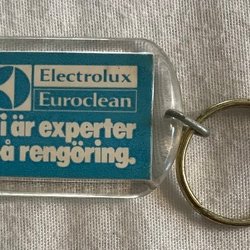 Electrolux
Euroclean
i är experter
å rengöring.